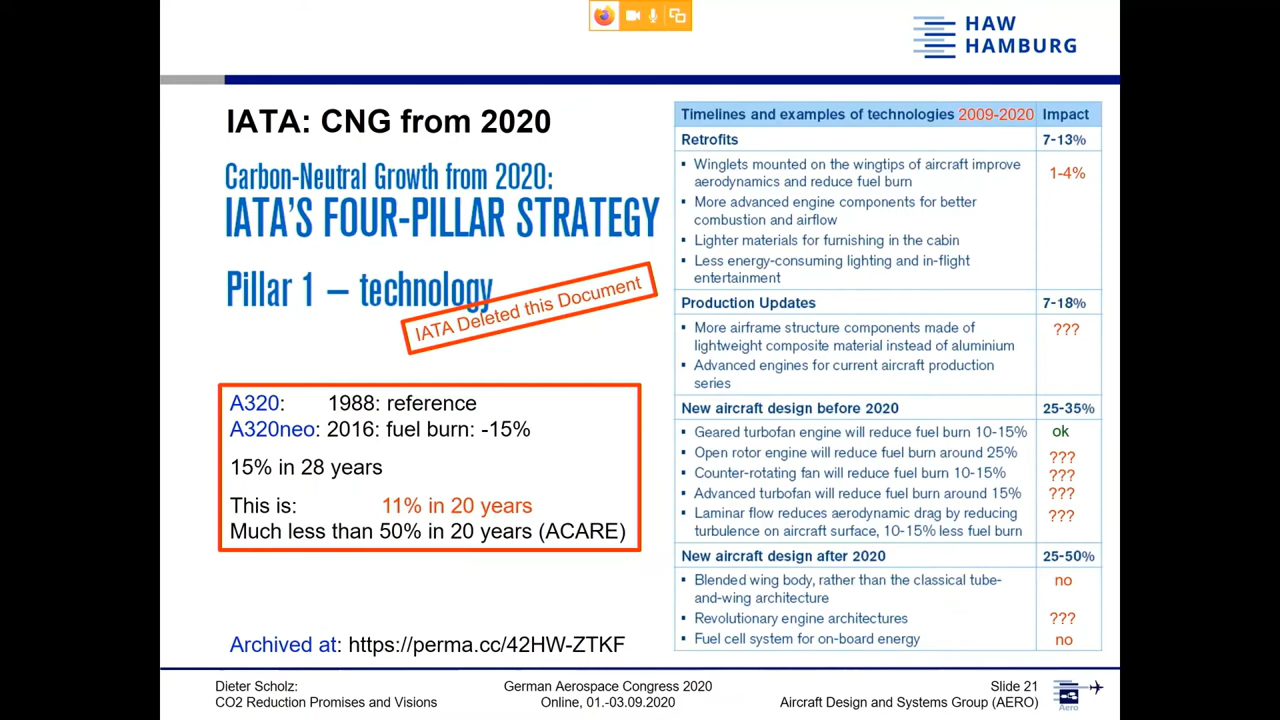 HAW
HAMBURG
IATA: CNG from 2020
Carbon-Neutral Growth from 2020:
IATA'S FOUR-PILLAR STRATEGY
Pillar 1 – technology
IATA Deleted this Document
A320: 1988: reference
A320neo: 2016: fuel burn: -15%
15% in 28 years
This is: 11% in 20 years
Much less than 50% in 20 years (ACARE)
Archived at: https://perma.cc/42HW-ZTKF
Timelines and examples of technologies 2009-2020 Impact
Retrofits 7-13%
▪ Winglets mounted on the wingtips of aircraft improve 1-4%
aerodynamics and reduce fuel burn
▪ More advanced engine components for better
combustion and airflow
▪ Lighter materials for furnishing in the cabin
▪ Less energy-consuming lighting and in-flight
entertainment
Production Updates 7-18%
▪ More airframe structure components made of ???
lightweight composite material instead of aluminium
▪ Advanced engines for current aircraft production
series
New aircraft design before 2020 25-35%
▪ Geared turbofan engine will reduce fuel burn 10-15% ok
▪ Open rotor engine will reduce fuel burn around 25% ???
▪ Counter-rotating fan will reduce fuel burn 10-15% ???
▪ Advanced turbofan will reduce fuel burn around 15% ???
▪ Laminar flow reduces aerodynamic drag by reducing ???
turbulence on aircraft surface, 10-15% less fuel burn
New aircraft design after 2020 25-50%
▪ Blended wing body, rather than the classical tube- no
and-wing architecture
▪ Revolutionary engine architectures ???
▪ Fuel cell system for on-board energy no
Dieter Scholz: German Aerospace Congress 2020 Slide 21
CO2 Reduction Promises and Visions Online, 01.-03.09.2020 Aircraft Design and Systems Group (AERO)
Aero